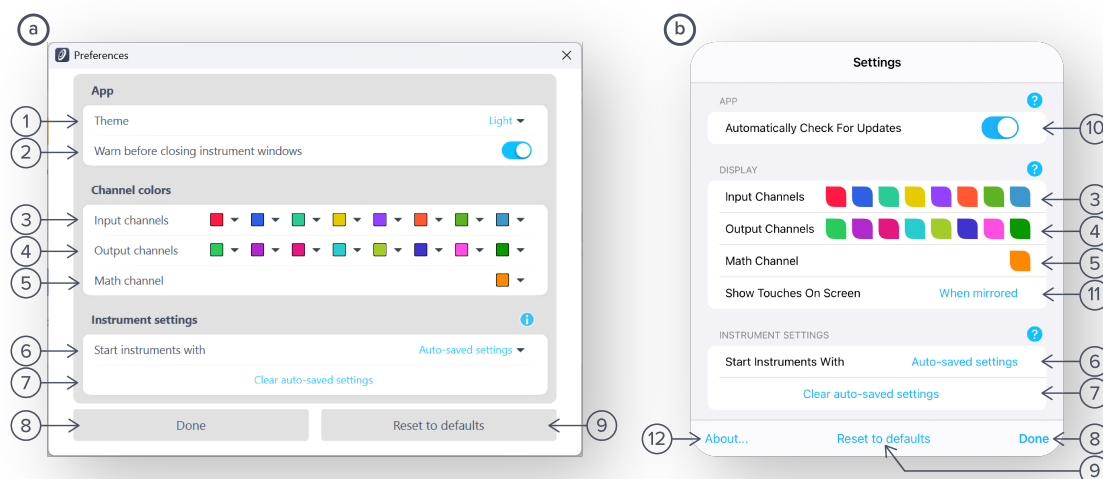 a
Preferences
App
1
Theme
Light
2
Warn before closing instrument windows
Channel colors
3
Input channels
4
Output channels
5
Math channel
Instrument settings
6
Start instruments with
Auto-saved settings
7
Clear auto-saved settings
8
Done
Reset to defaults
9
b
Settings
APP
?
Automatically Check For Updates
10
DISPLAY
?
Input Channels
3
Output Channels
4
Math Channel
5
Show Touches On Screen
When mirrored
11
INSTRUMENT SETTINGS
?
Start Instruments With
Auto-saved settings
6
Clear auto-saved settings
7
12
About...
Reset to defaults
Done
8
9